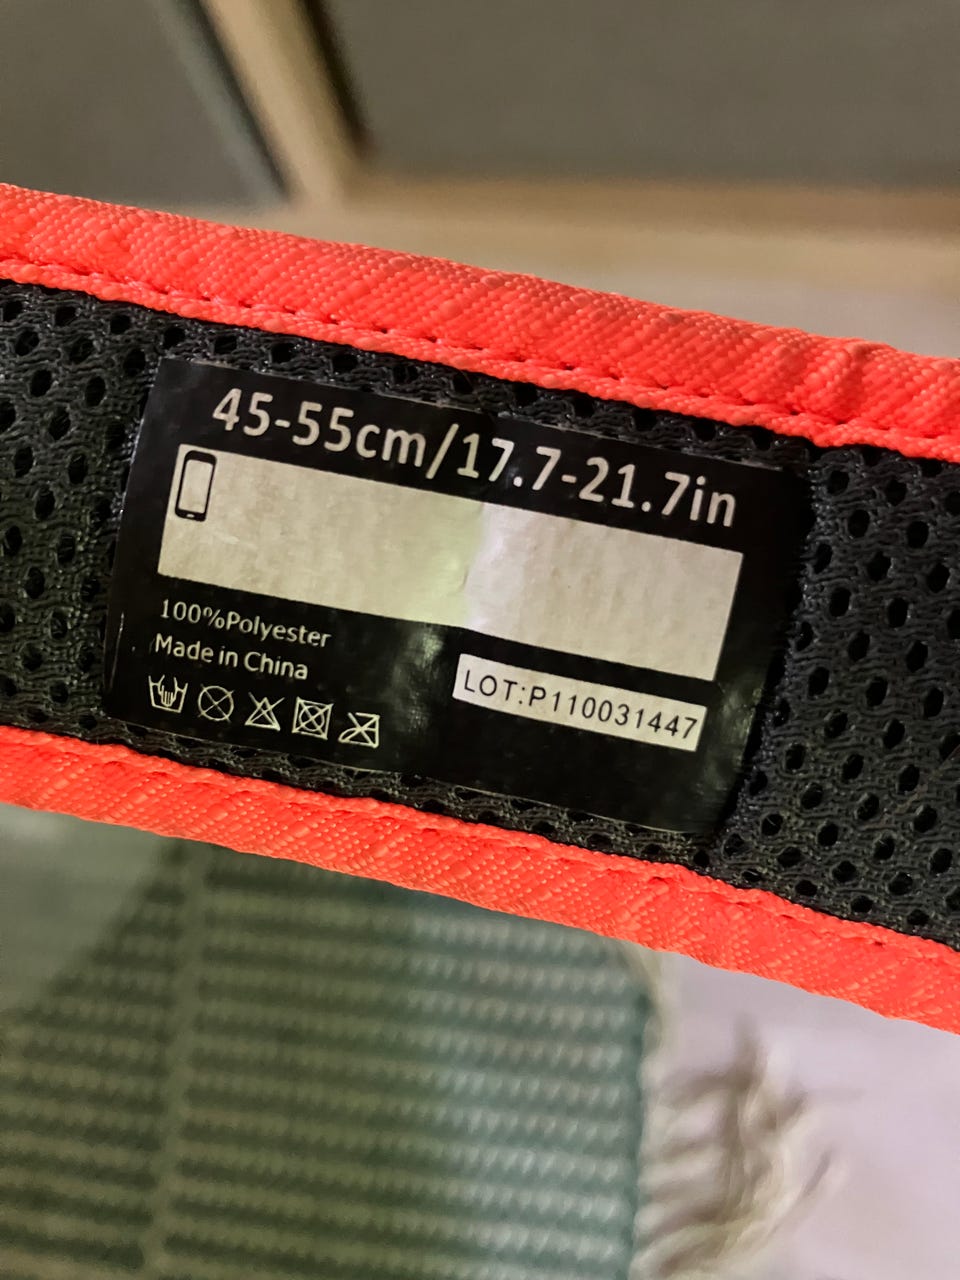 45-55cm/17.7-21.7in
100%Polyester
Made in China
LOT:P110031447